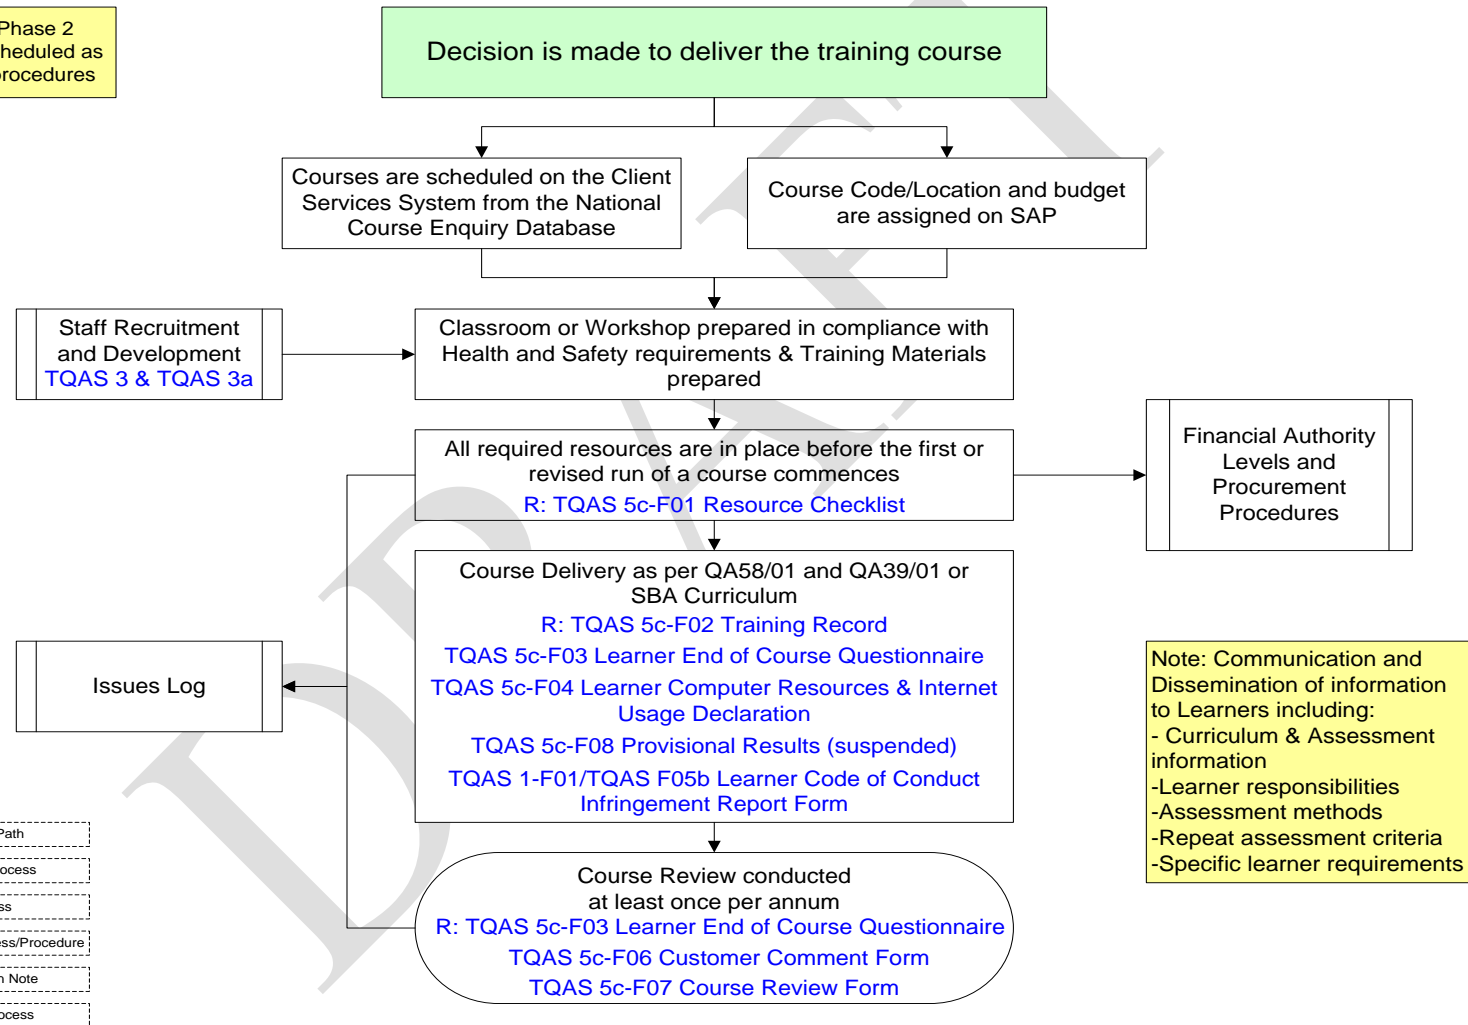 Phase 2
heduled as
rocedures
Decision is made to deliver the training course
Courses are scheduled on the Client
Services System from the National
Course Enquiry Database
Course Code/Location and budget
are assigned on SAP
Staff Recruitment
and Development
TQAS 3 & TQAS 3a
Classroom or Workshop prepared in compliance with
Health and Safety requirements & Training Materials
prepared
All required resources are in place before the first or
revised run of a course commences
R: TQAS 5c-F01 Resource Checklist
Financial Authority
Levels and
Procurement
Procedures
Course Delivery as per QA58/01 and QA39/01 or
SBA Curriculum
R: TQAS 5c-F02 Training Record
TQAS 5c-F03 Learner End of Course Questionnaire
TQAS 5c-F04 Learner Computer Resources & Internet
Usage Declaration
TQAS 5c-F08 Provisional Results (suspended)
TQAS 1-F01/TQAS F05b Learner Code of Conduct
Infringement Report Form
Issues Log
Note: Communication and
Dissemination of information
to Learners including:
- Curriculum & Assessment
information
-Learner responsibilities
-Assessment methods
-Repeat assessment criteria
-Specific learner requirements
Course Review conducted
at least once per annum
R: TQAS 5c-F03 Learner End of Course Questionnaire
TQAS 5c-F06 Customer Comment Form
TQAS 5c-F07 Course Review Form
Path
ocess
ss
ess/Procedure
n Note
ocess
DRAFT